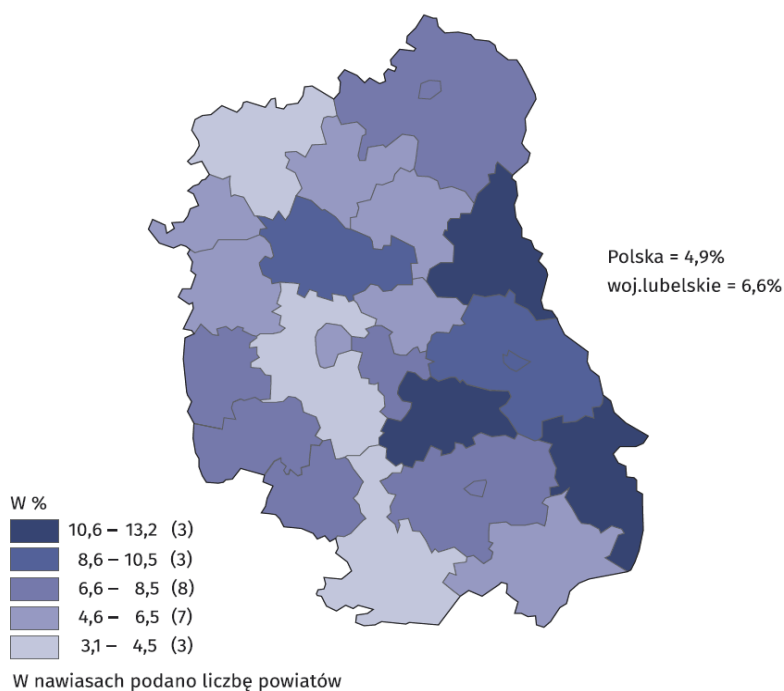 Polska = 4,9%
woj.lubelskie = 6,6%
W %
10,6 – 13,2 (3)
8,6 – 10,5 (3)
6,6 – 8,5 (8)
4,6 – 6,5 (7)
3,1 – 4,5 (3)
W nawiasach podano liczbę powiatów